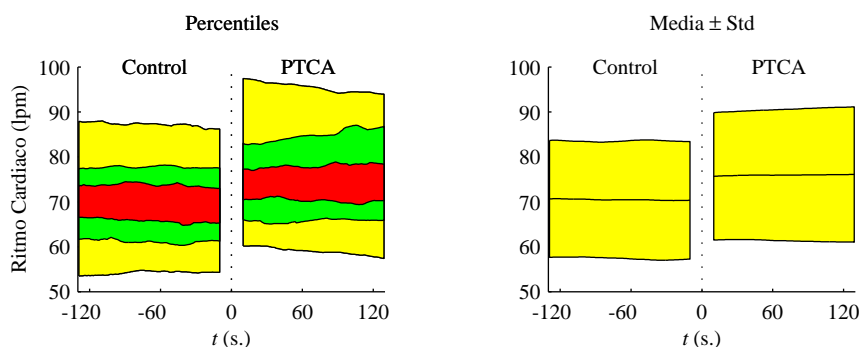 Percentiles
Control PTCA
Ritmo Cardiaco (lpm)
100
90
80
70
60
50
-120 -60 0 60 120
t (s.)
Media ± Std
Control PTCA
100
90
80
70
60
50
-120 -60 0 60 120
t (s.)